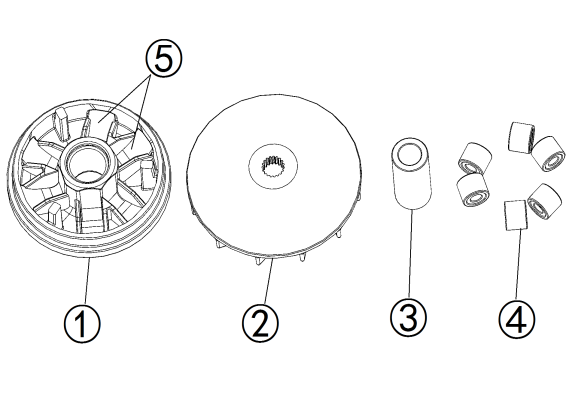 ⑤
① ② ③ ④